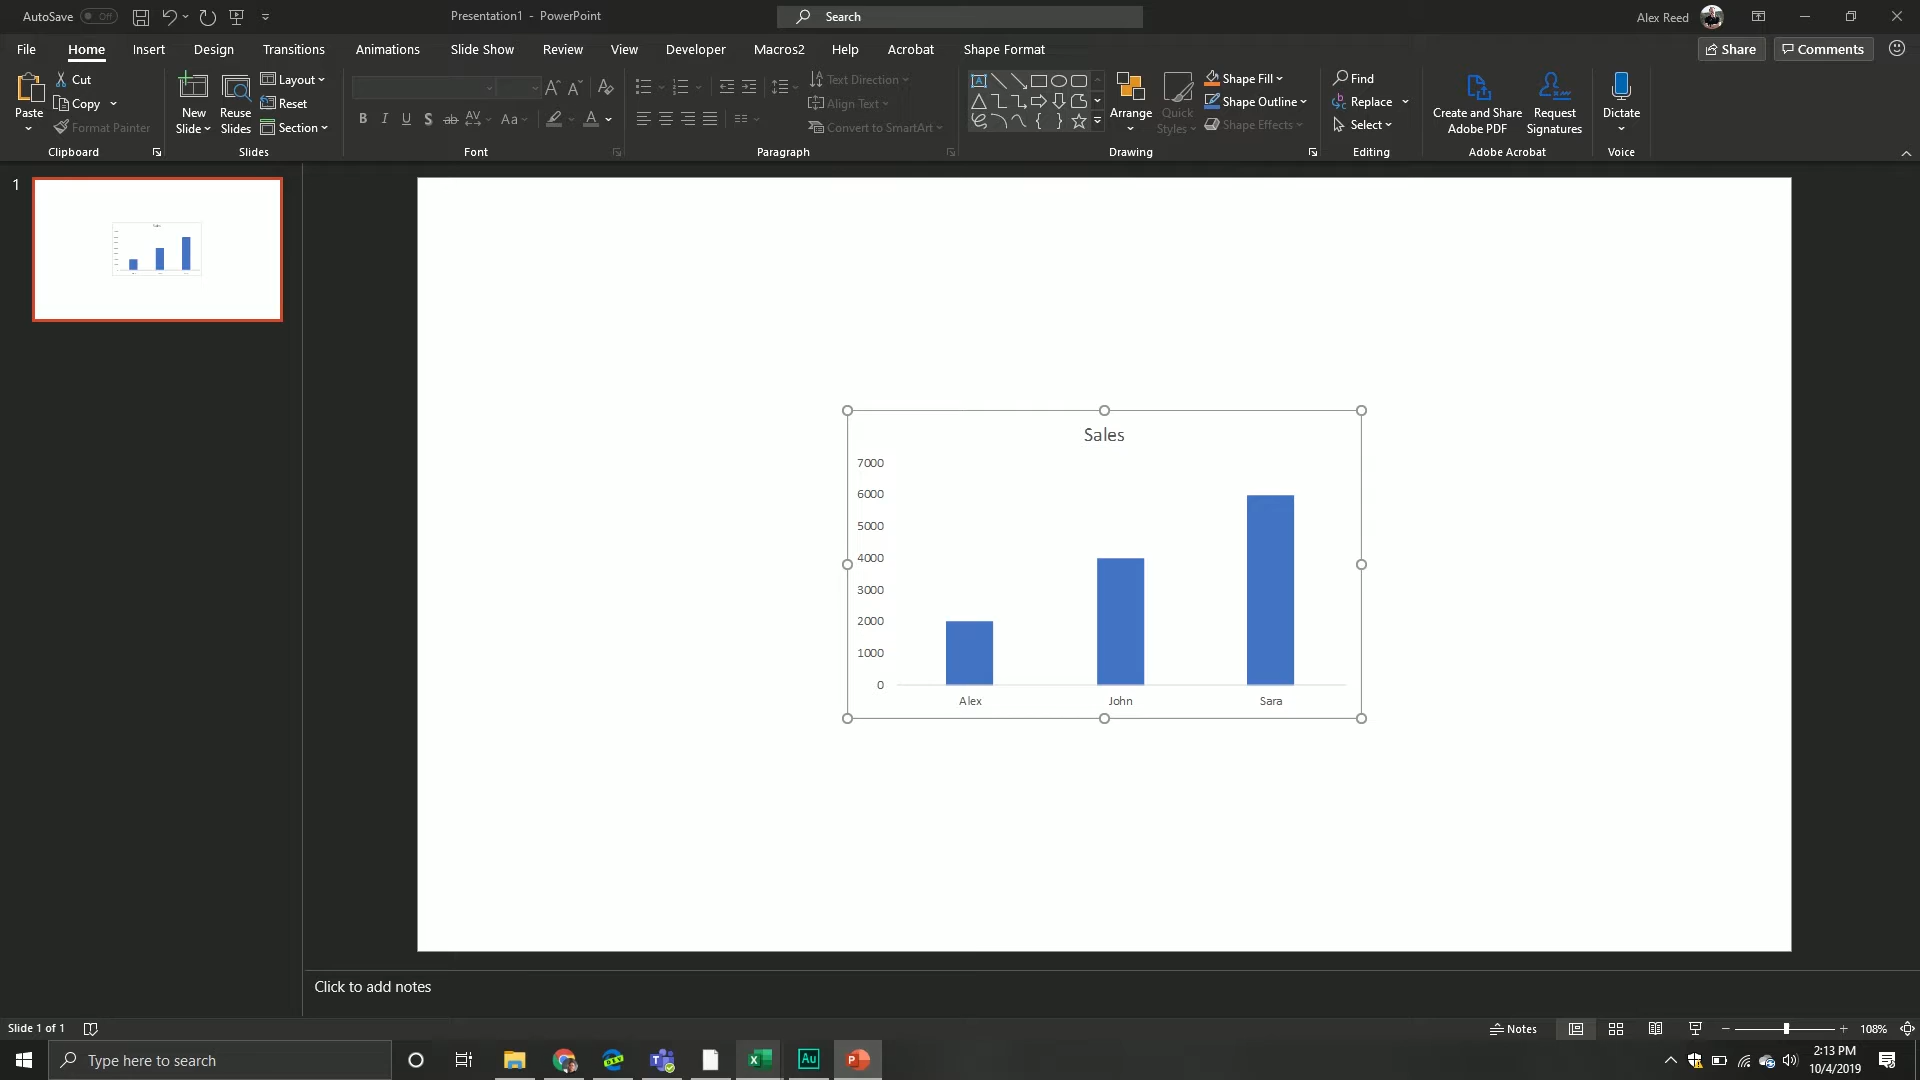 AutoSave Off
Presentation1 - PowerPoint
Search
Alex Reed
File Home Insert Design Transitions Animations Slide Show Review View Developer Macros2 Help Acrobat Shape Format
Share Comments
Paste
Cut
Copy
Format Painter
Clipboard
New Slide
Reuse Slides
Layout
Reset
Section
Slides
B I U S ab AV Aa A
Font
Text Direction
Align Text
Convert to SmartArt
Paragraph
Arrange
Quick Styles
Shape Fill
Shape Outline
Shape Effects
Drawing
Find
Replace
Select
Editing
Create and Share Adobe PDF
Request Signatures
Adobe Acrobat
Dictate
Voice
1
Sales
7000
6000
5000
4000
3000
2000
1000
0
Alex John Sara
Click to add notes
Slide 1 of 1
Notes
108%
Type here to search
DEV
Au
2:13 PM
10/4/2019